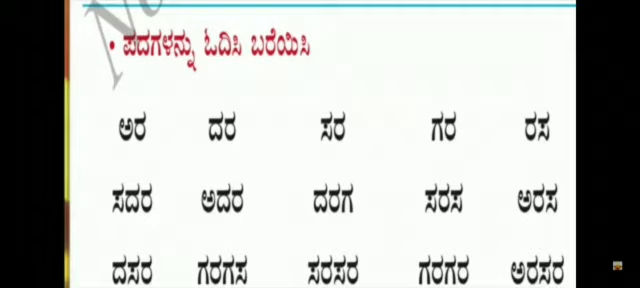 • ಪದಗಳನ್ನು ಓದಿಸಿ ಬರೆಯಿಸಿ
ಅರ ದರ ಸರ ಗರ ರಸ
ಸದರ ಅದರ ದರಗ ಸರಸ ಅರಸ
ದಸರ ಗರಗಸ ಸರಸರ ಗರಗರ ಅರಸರ